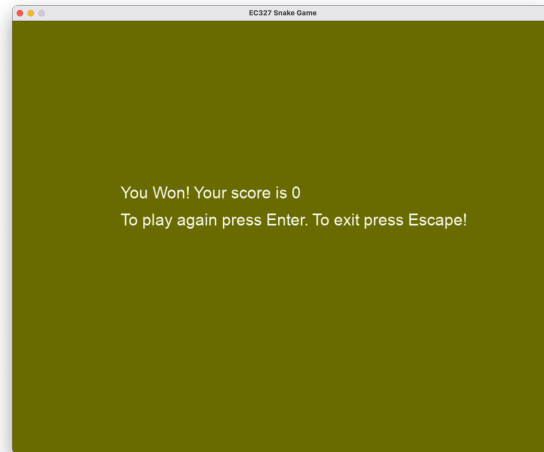 EC327 Snake Game
You Won! Your score is 0
To play again press Enter. To exit press Escape!